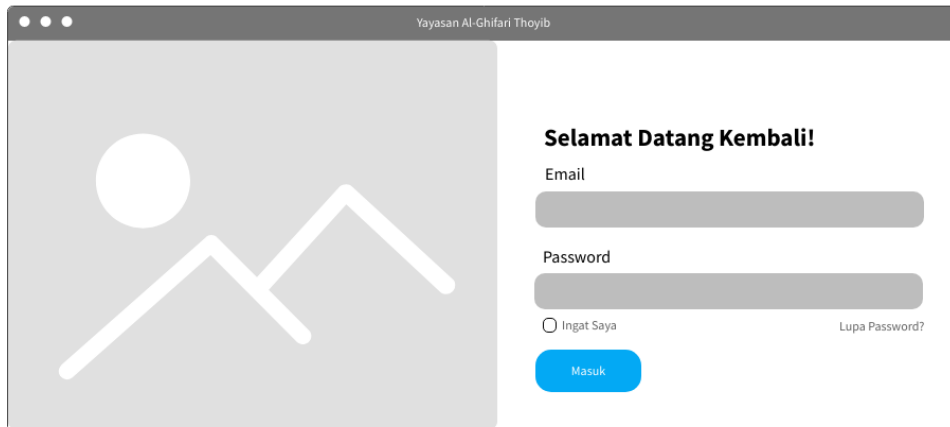 Yayasan Al-Ghifari Thoyib
Selamat Datang Kembali!
Email
Password
Ingat Saya
Lupa Password?
Masuk